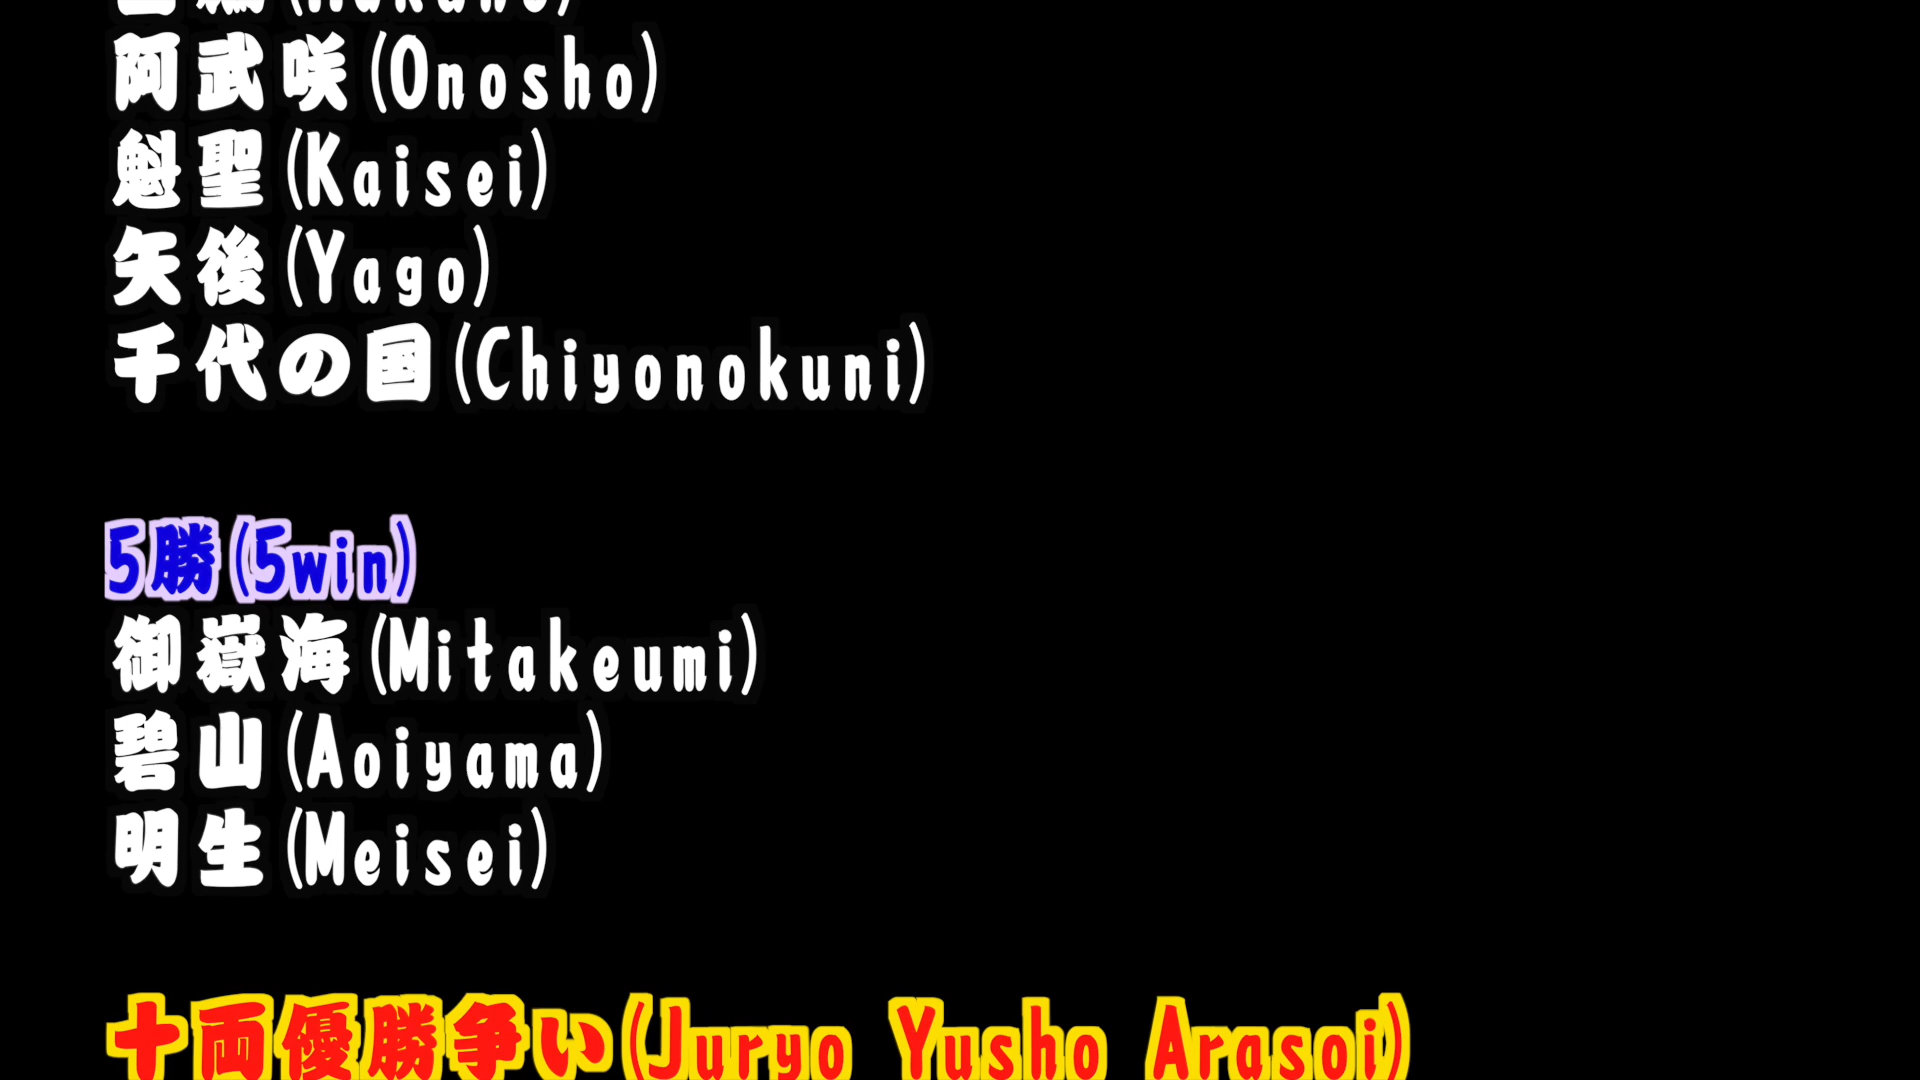 阿武咲(Onosho)
魁聖(Kaisei)
矢後(Yago)
千代の国(Chiyonokuni)
5勝(5win)
御嶽海(Mitakeumi)
碧山(Aoiyama)
明生(Meisei)
十両優勝争い(Juryo Yusho Arasoi)